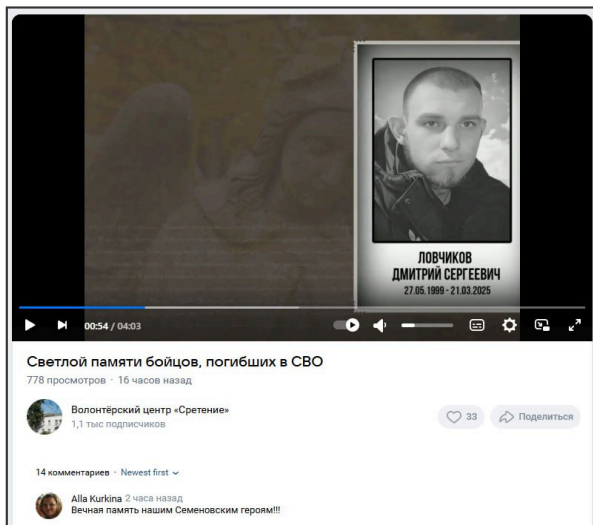 ЛОВЧИКОВ
ДМИТРИЙ СЕРГЕЕВИЧ
27.05.1999 - 21.03.2025
00:54 / 04:03
Светлой памяти бойцов, погибших в СВО
778 просмотров · 16 часов назад
Волонтёрский центр «Сретение»
1,1 тыс подписчиков
33
Поделиться
14 комментариев · Newest first
Alla Kurkina 2 часа назад
Вечная память нашим Семеновским героям!!!